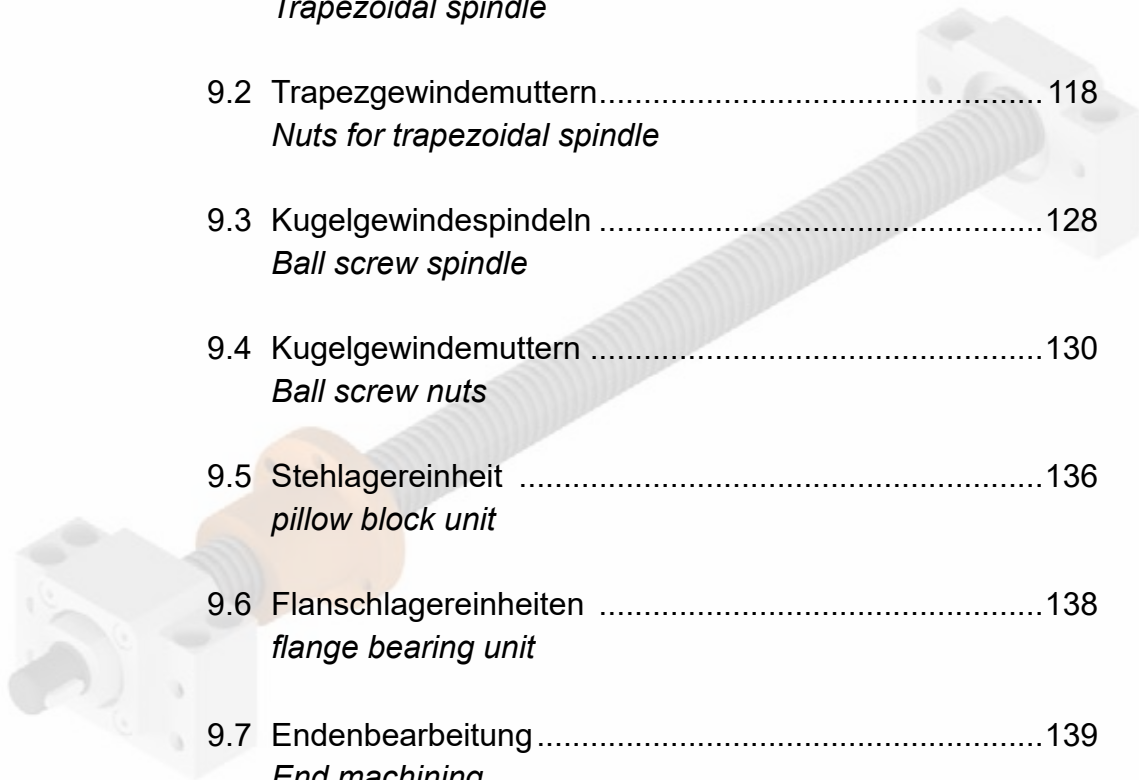 Trapezoidal spindle
9.2 Trapezgewindemuttern.................................................... 118
Nuts for trapezoidal spindle
9.3 Kugelgewindespindeln .................................................... 128
Ball screw spindle
9.4 Kugelgewindemuttern ..................................................... 130
Ball screw nuts
9.5 Stehlagereinheit ............................................................. 136
pillow block unit
9.6 Flanschlagereinheiten .................................................... 138
flange bearing unit
9.7 Endenbearbeitung........................................................... 139
End machining